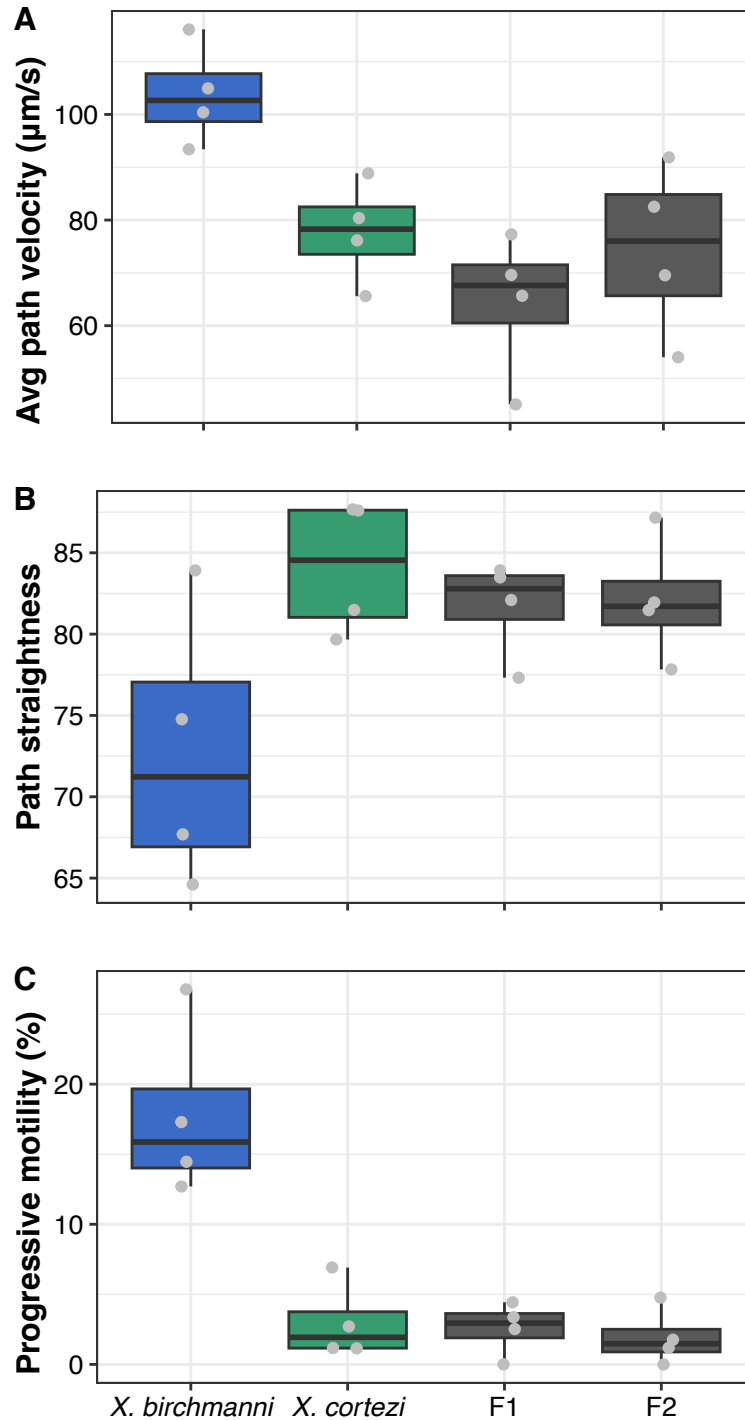 A
Avg path velocity (µm/s)
100
80
60
B
Path straightness
85
80
75
70
65
C
Progressive motility (%)
20
10
0
X. birchmanni X. cortezi F1 F2